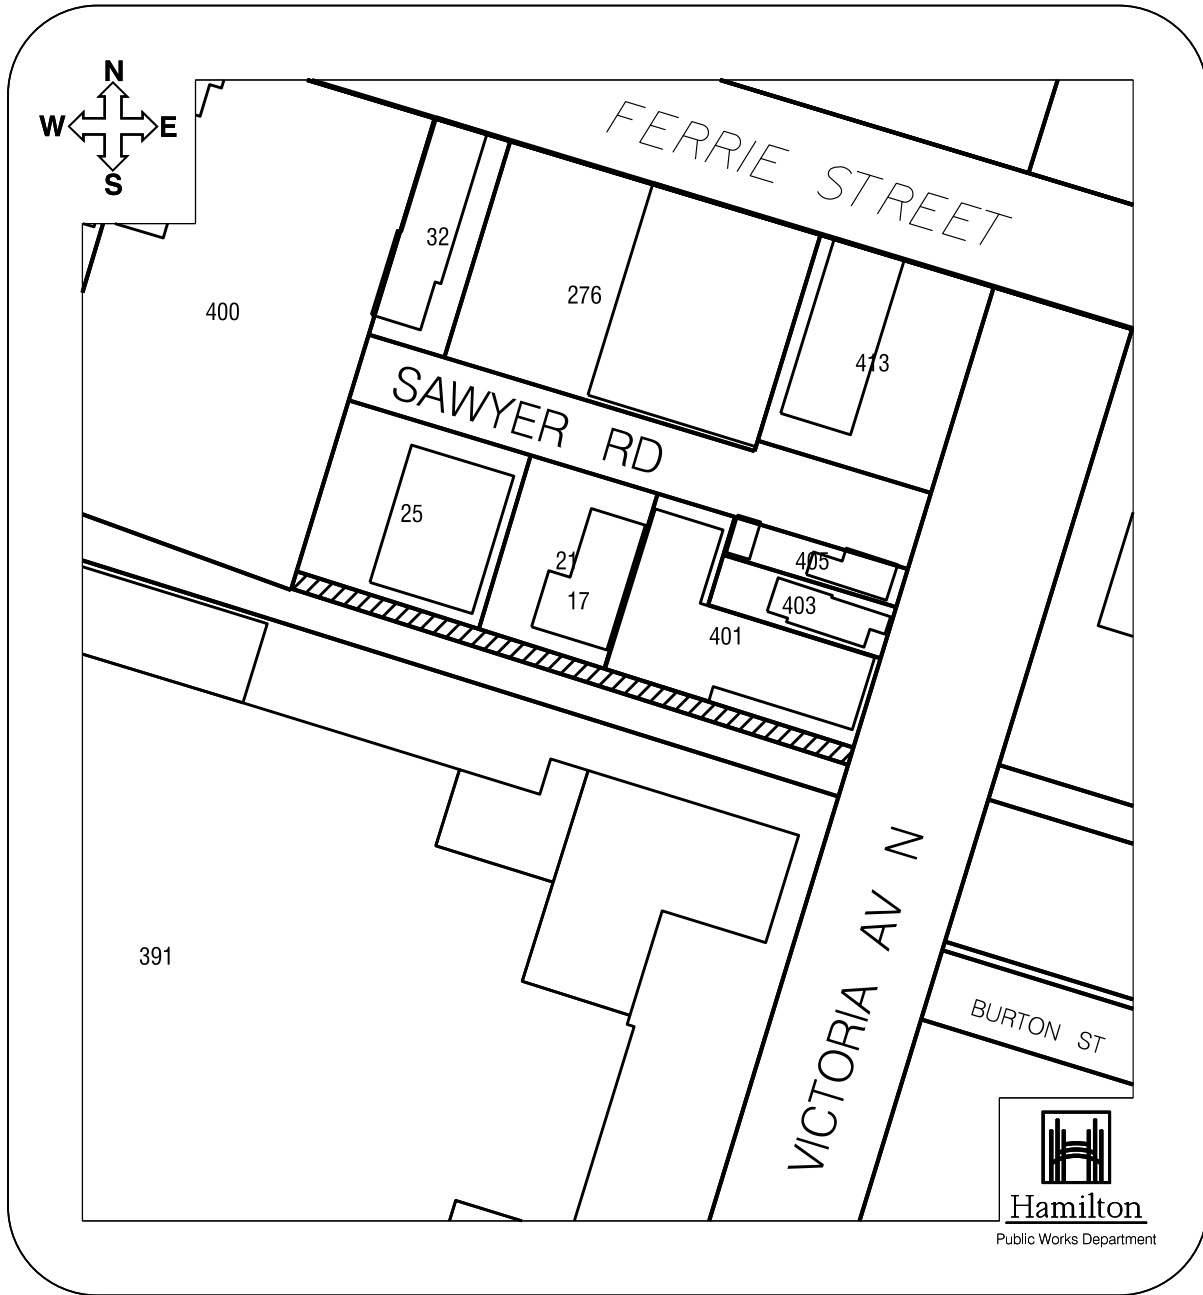 N
W E
S
FERRIE STREET
32
276
400
413
SAWYER RD
25
21
405
17
403
401
VICTORIA AV N
391
BURTON ST
Hamilton
Public Works Department